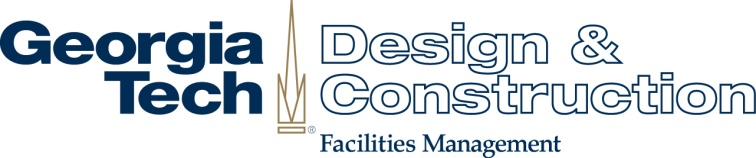 Georgia Tech
Design & Construction
®
Facilities Management